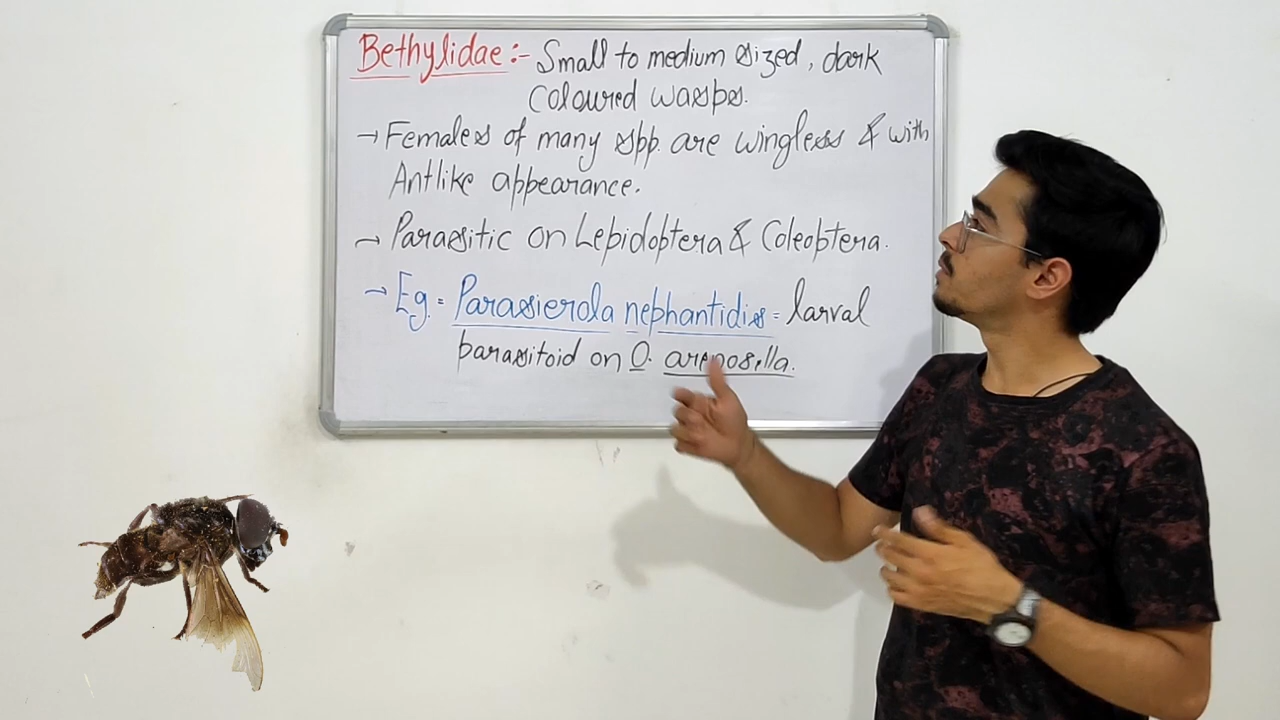 Bethylidae :- Small to medium sized, dark
coloured wasps.
→ Females of many spp. are wingless & with
Antlike appearance.
→ Parasitic on Lepidoptera & Coleoptera.
→ Eg. = Parasierola nephantidis = larval
parasitoid on O. arenosella.